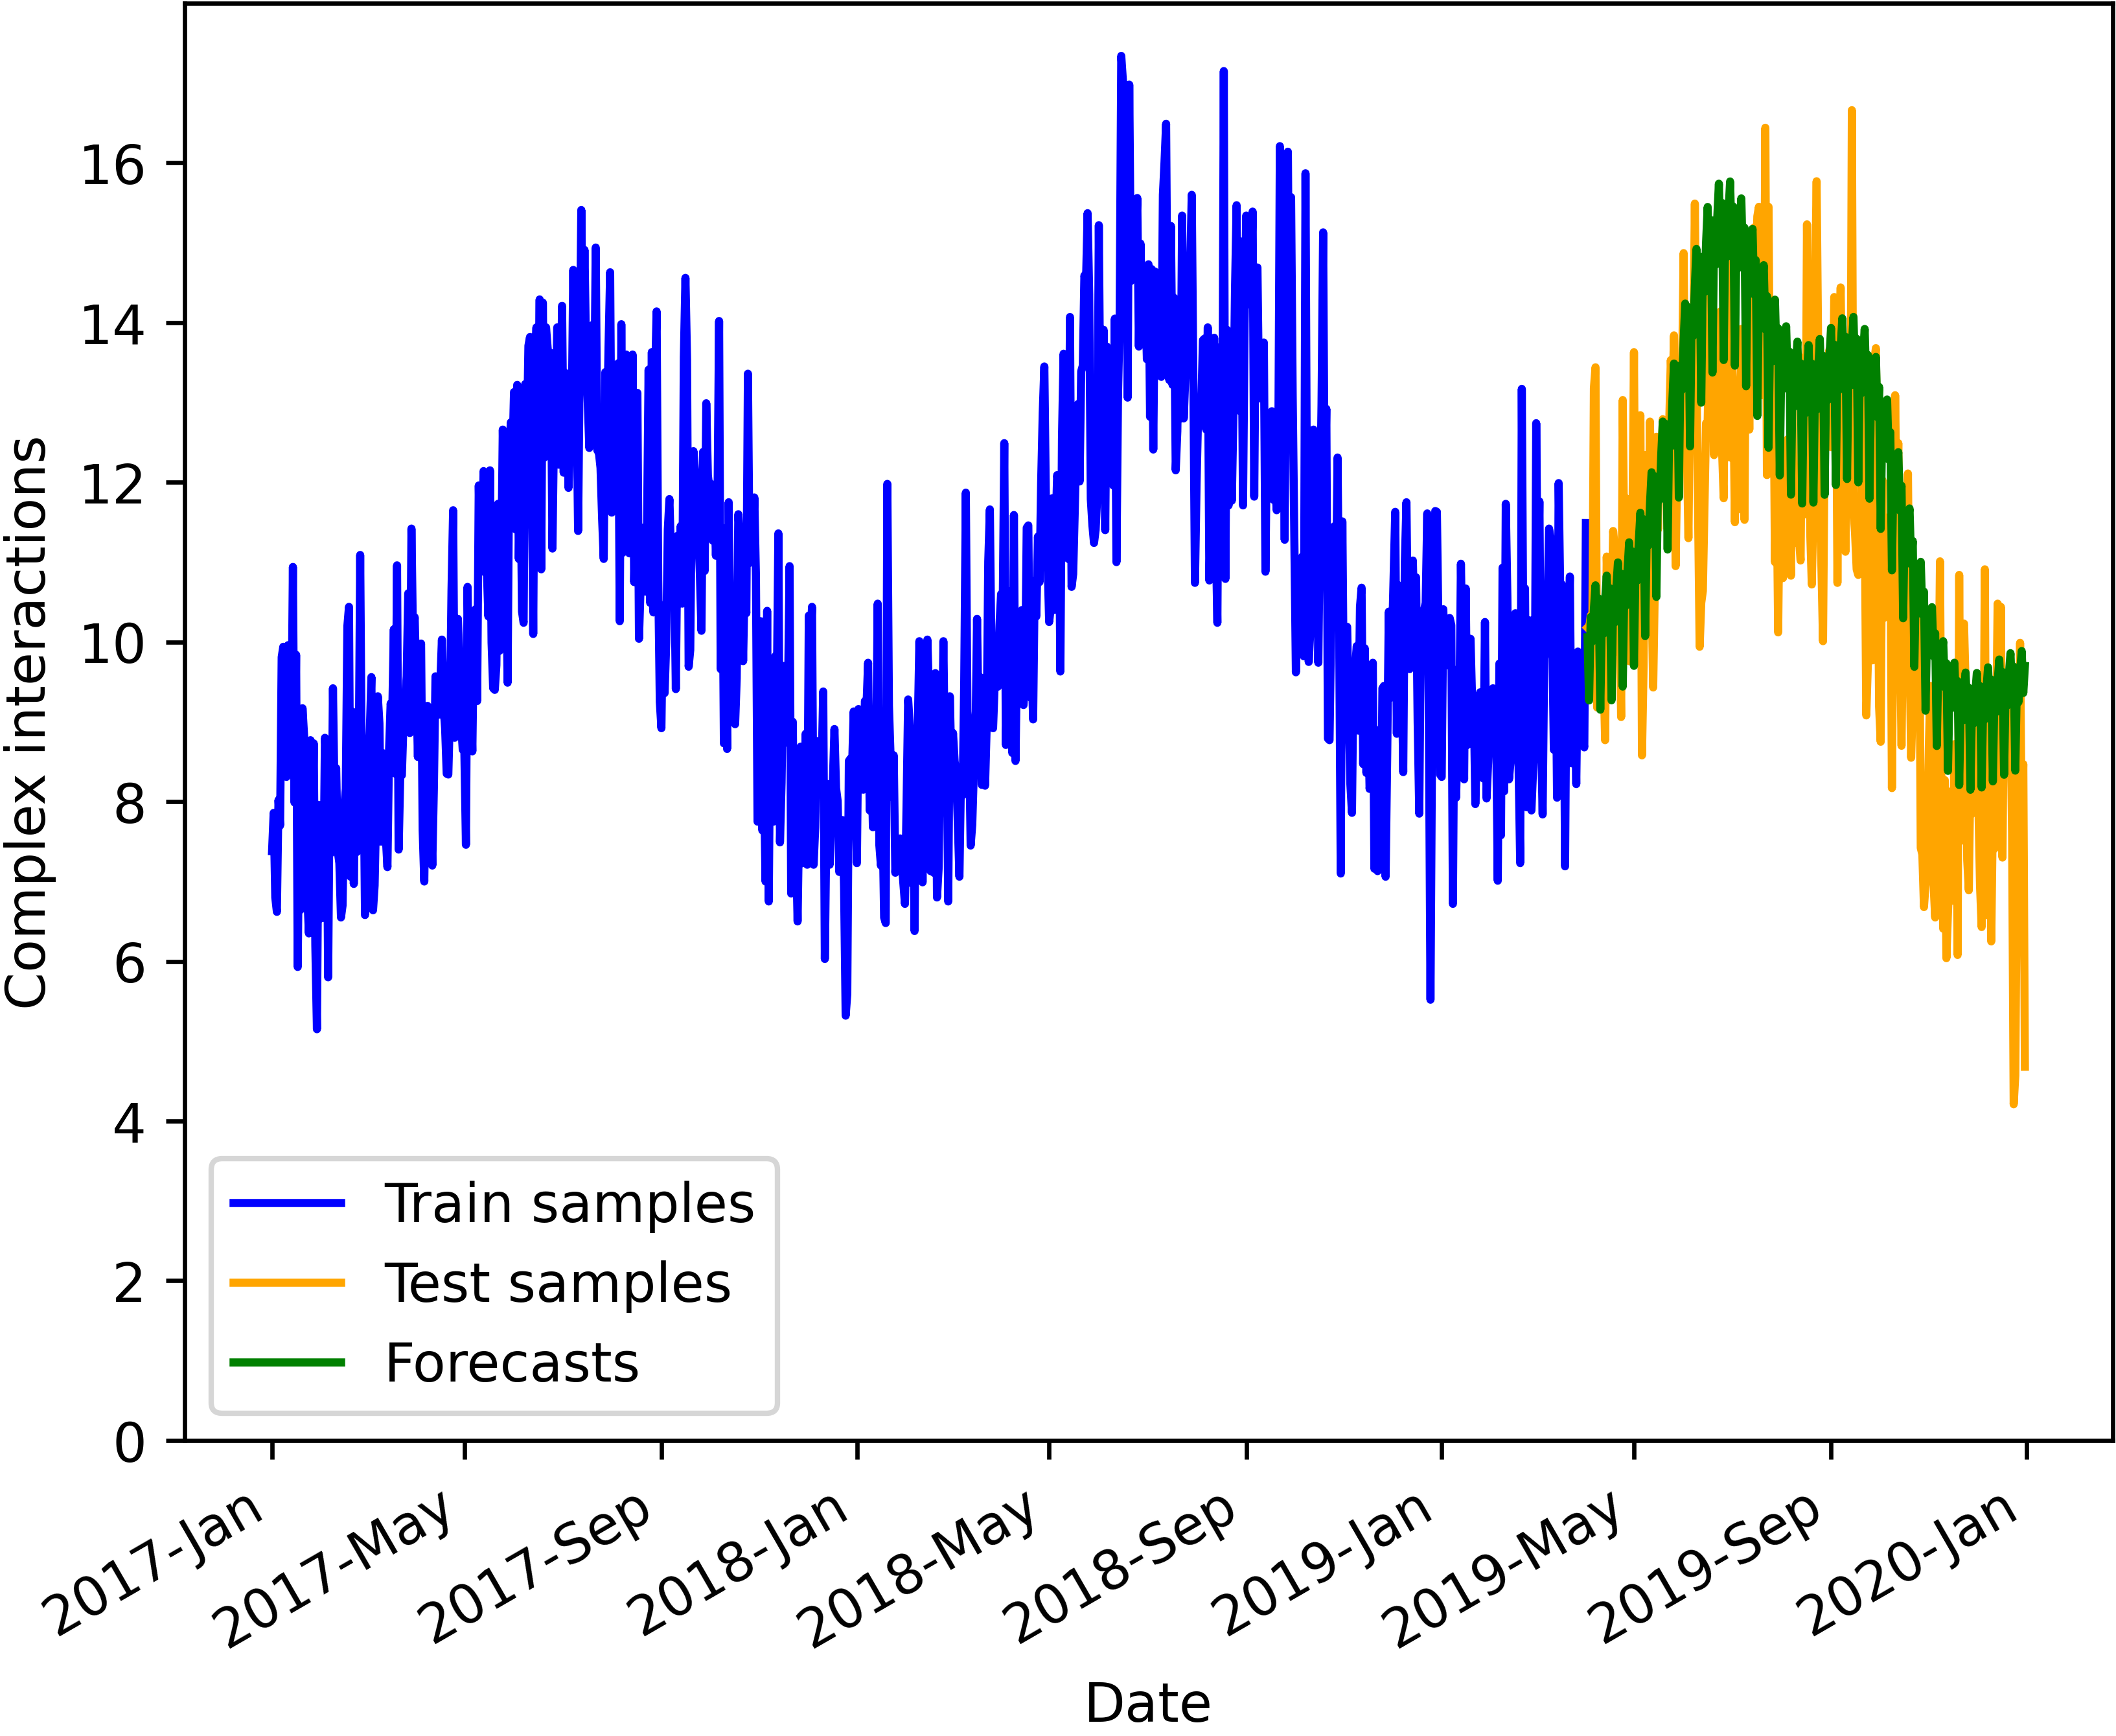 Complex interactions
16
14
12
10
8
6
4
2
0
Train samples
Test samples
Forecasts
2017-Jan
2017-May
2017-Sep
2018-Jan
2018-May
2018-Sep
2019-Jan
2019-May
2019-Sep
2020-Jan
Date